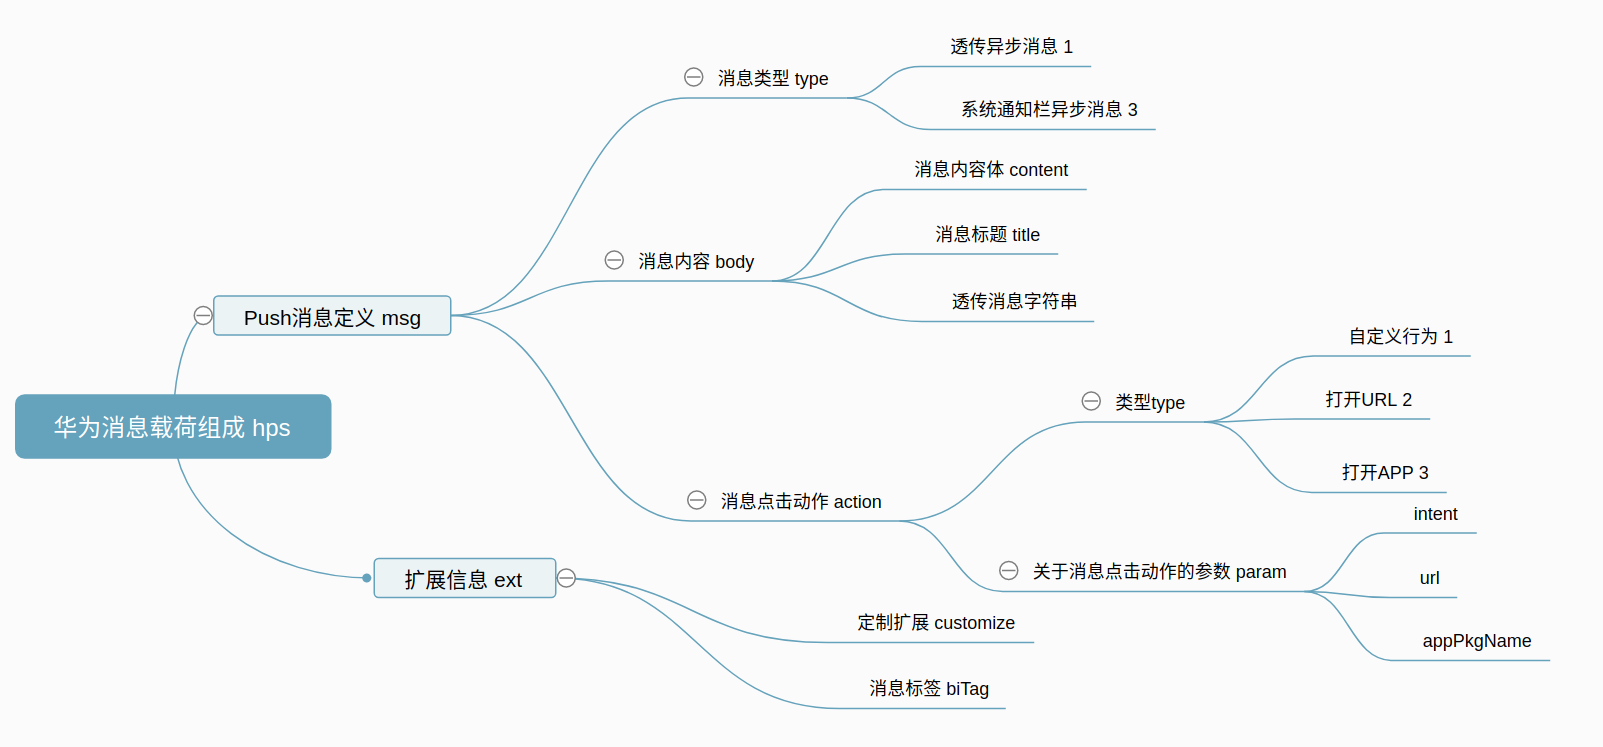 华为消息载荷组成 hps
Push消息定义 msg
消息类型 type
透传异步消息 1
系统通知栏异步消息 3
消息内容 body
消息内容体 content
消息标题 title
透传消息字符串
消息点击动作 action
类型type
自定义行为 1
打开URL 2
打开APP 3
关于消息点击动作的参数 param
intent
url
appPkgName
扩展信息 ext
定制扩展 customize
消息标签 biTag